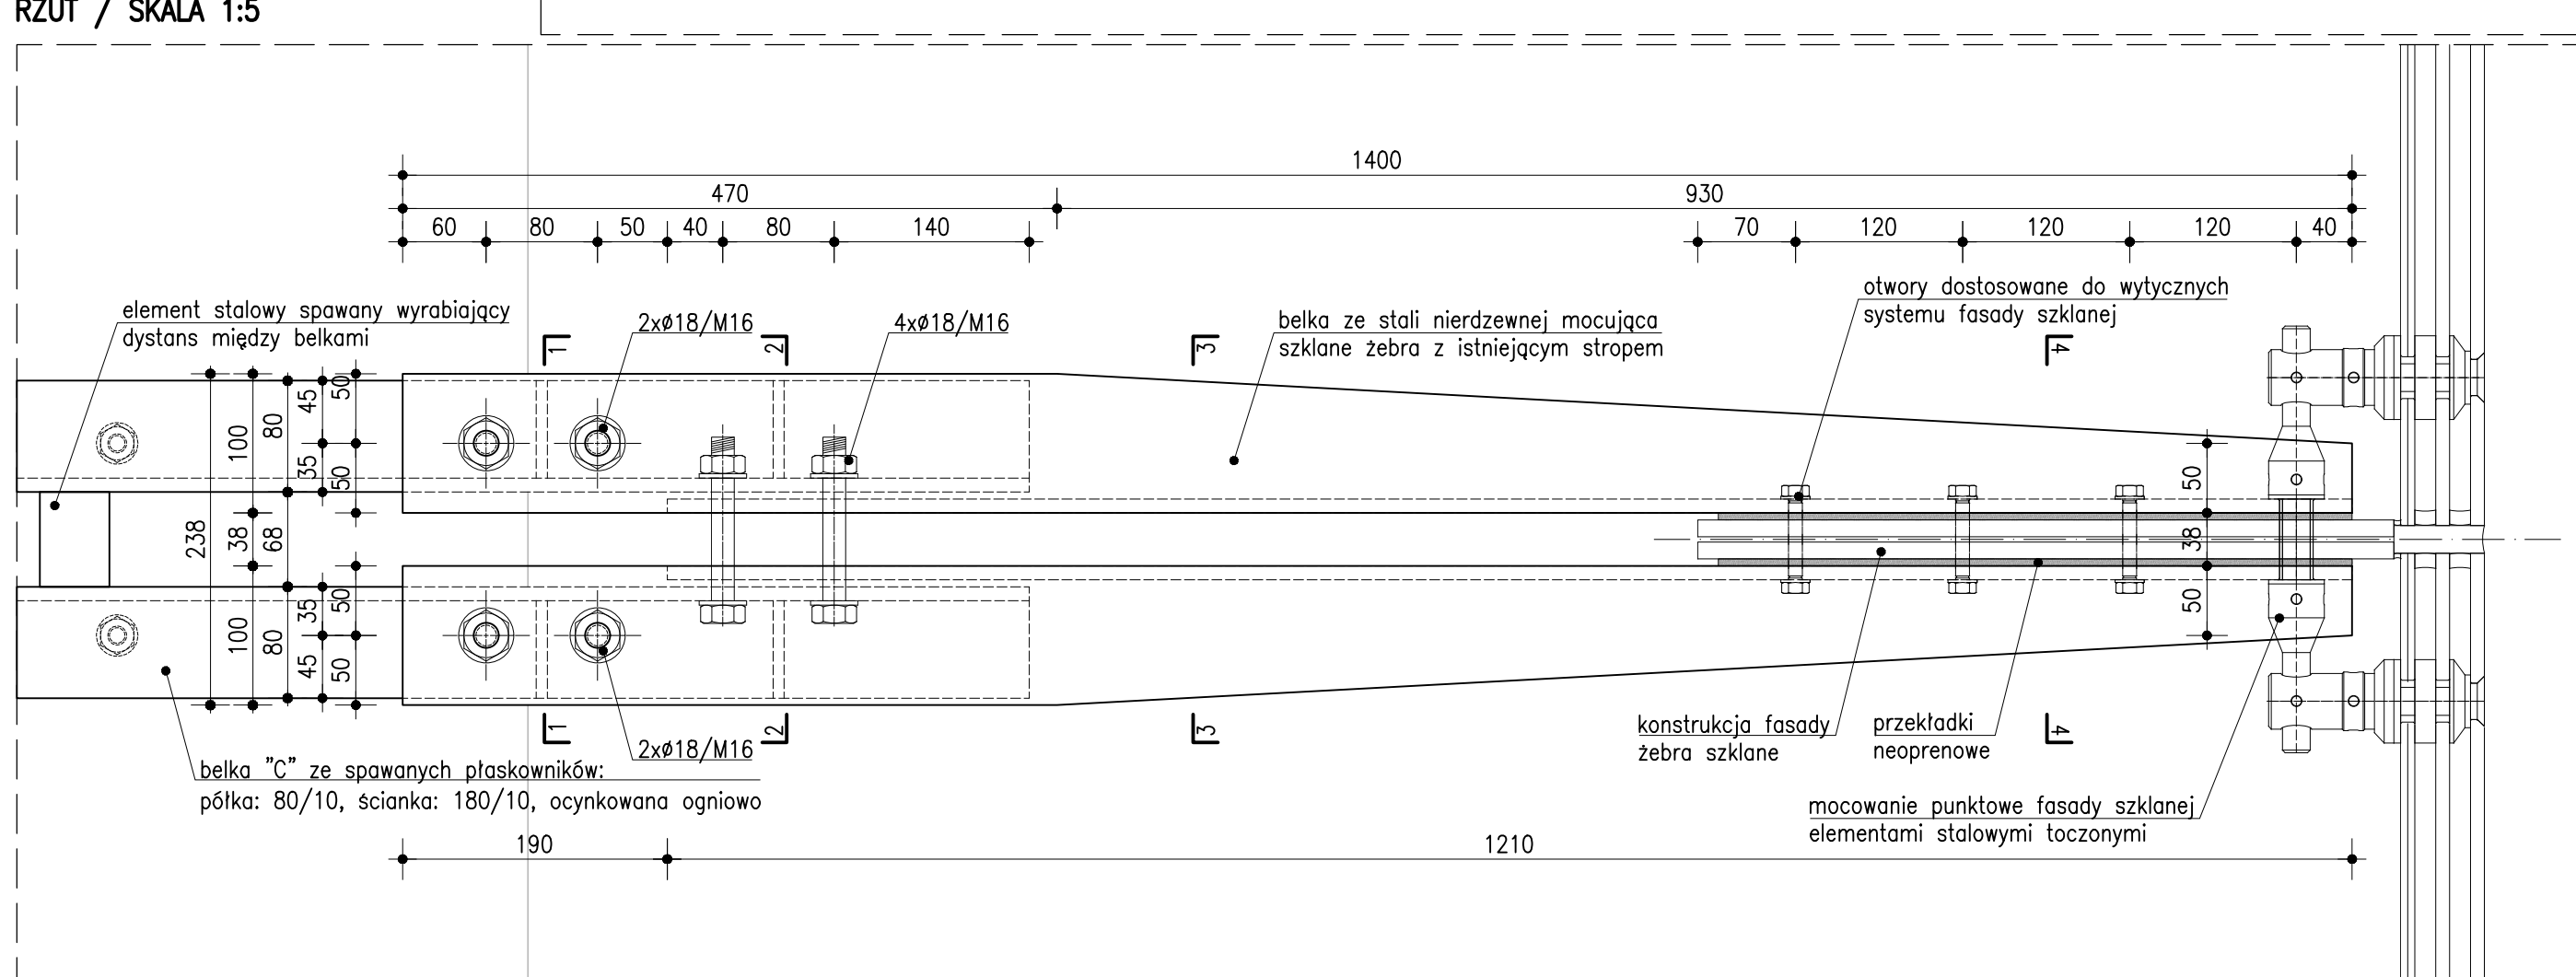 RZUT / SKALA 1:5
1400
470 930
60 80 50 40 80 140 70 120 120 120 40
otwory dostosowane do wytycznych
systemu fasady szklanej
element stalowy spawany wyrabiający
dystans między belkami
2xø18/M16
4xø18/M16
belka ze stali nierdzewnej mocująca
szklane żebra z istniejącym stropem
1 2 3 4
50
45
80
100
35
50
50
238
38
68
38
35
50
50
100
80
45
50
1 2 3 4
2xø18/M16
konstrukcja fasady
żebra szklane
przekładki
neoprenowe
belka "C" ze spawanych płaskowników:
półka: 80/10, ścianka: 180/10, ocynkowana ogniowo
mocowanie punktowe fasady szklanej
elementami stalowymi toczonymi
190 1210